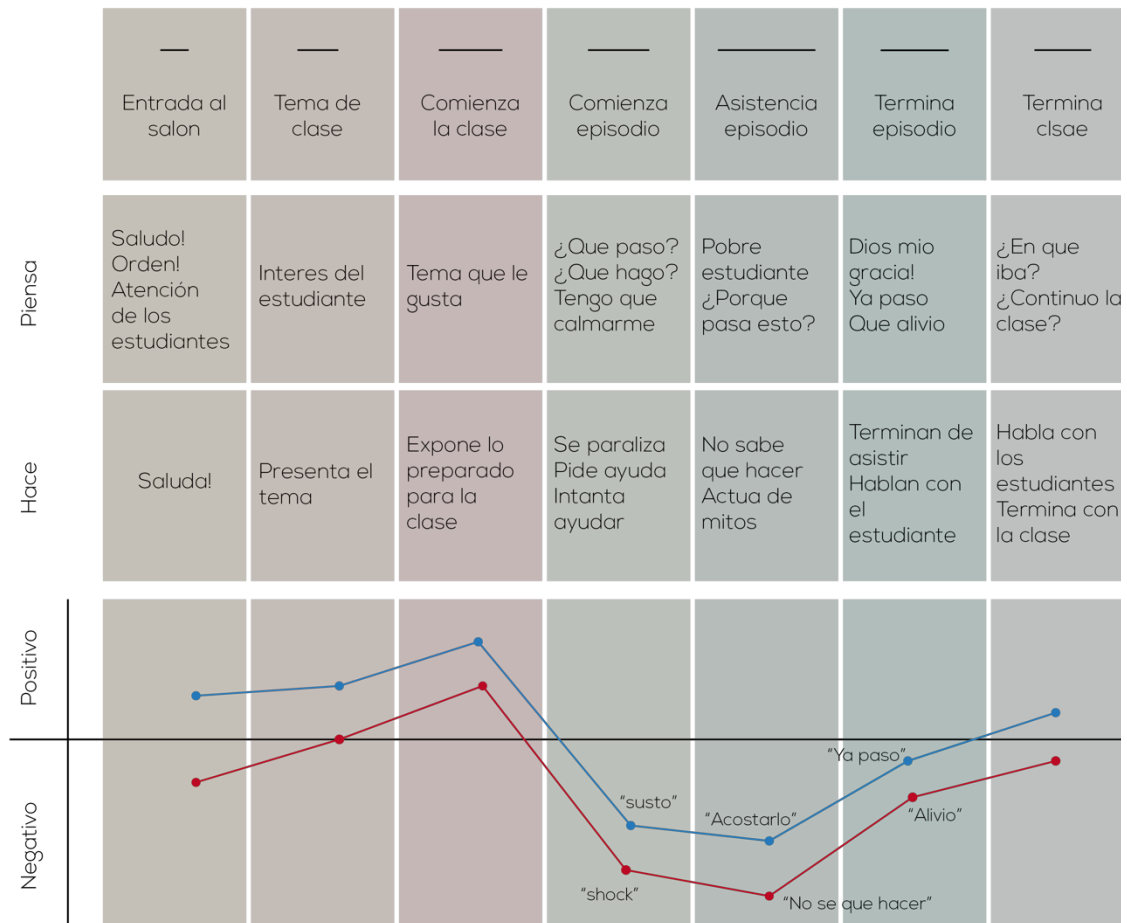 Entrada al
salon
Tema de
clase
Comienza
la clase
Comienza
episodio
Asistencia
episodio
Termina
episodio
Termina
clsae
Piensa
Saludo!
Orden!
Atención
de los
estudiantes
Interes del
estudiante
Tema que le
gusta
¿Que paso?
¿Que hago?
Tengo que
calmarme
Pobre
estudiante
¿Porque
pasa esto?
Dios mio
gracia!
Ya paso
Que alivio
¿En que
iba?
¿Continuo la
clase?
Hace
Saluda!
Presenta el
tema
Expone lo
preparado
para la
clase
Se paraliza
Pide ayuda
Intanta
ayudar
No sabe
que hacer
Actua de
mitos
Terminan de
asistir
Hablan con
el
estudiante
Habla con
los
estudiantes
Termina con
la clase
Positivo
Negativo
"susto"
"Acostarlo"
"Ya paso"
"shock"
"No se que hacer"
"Alivio"